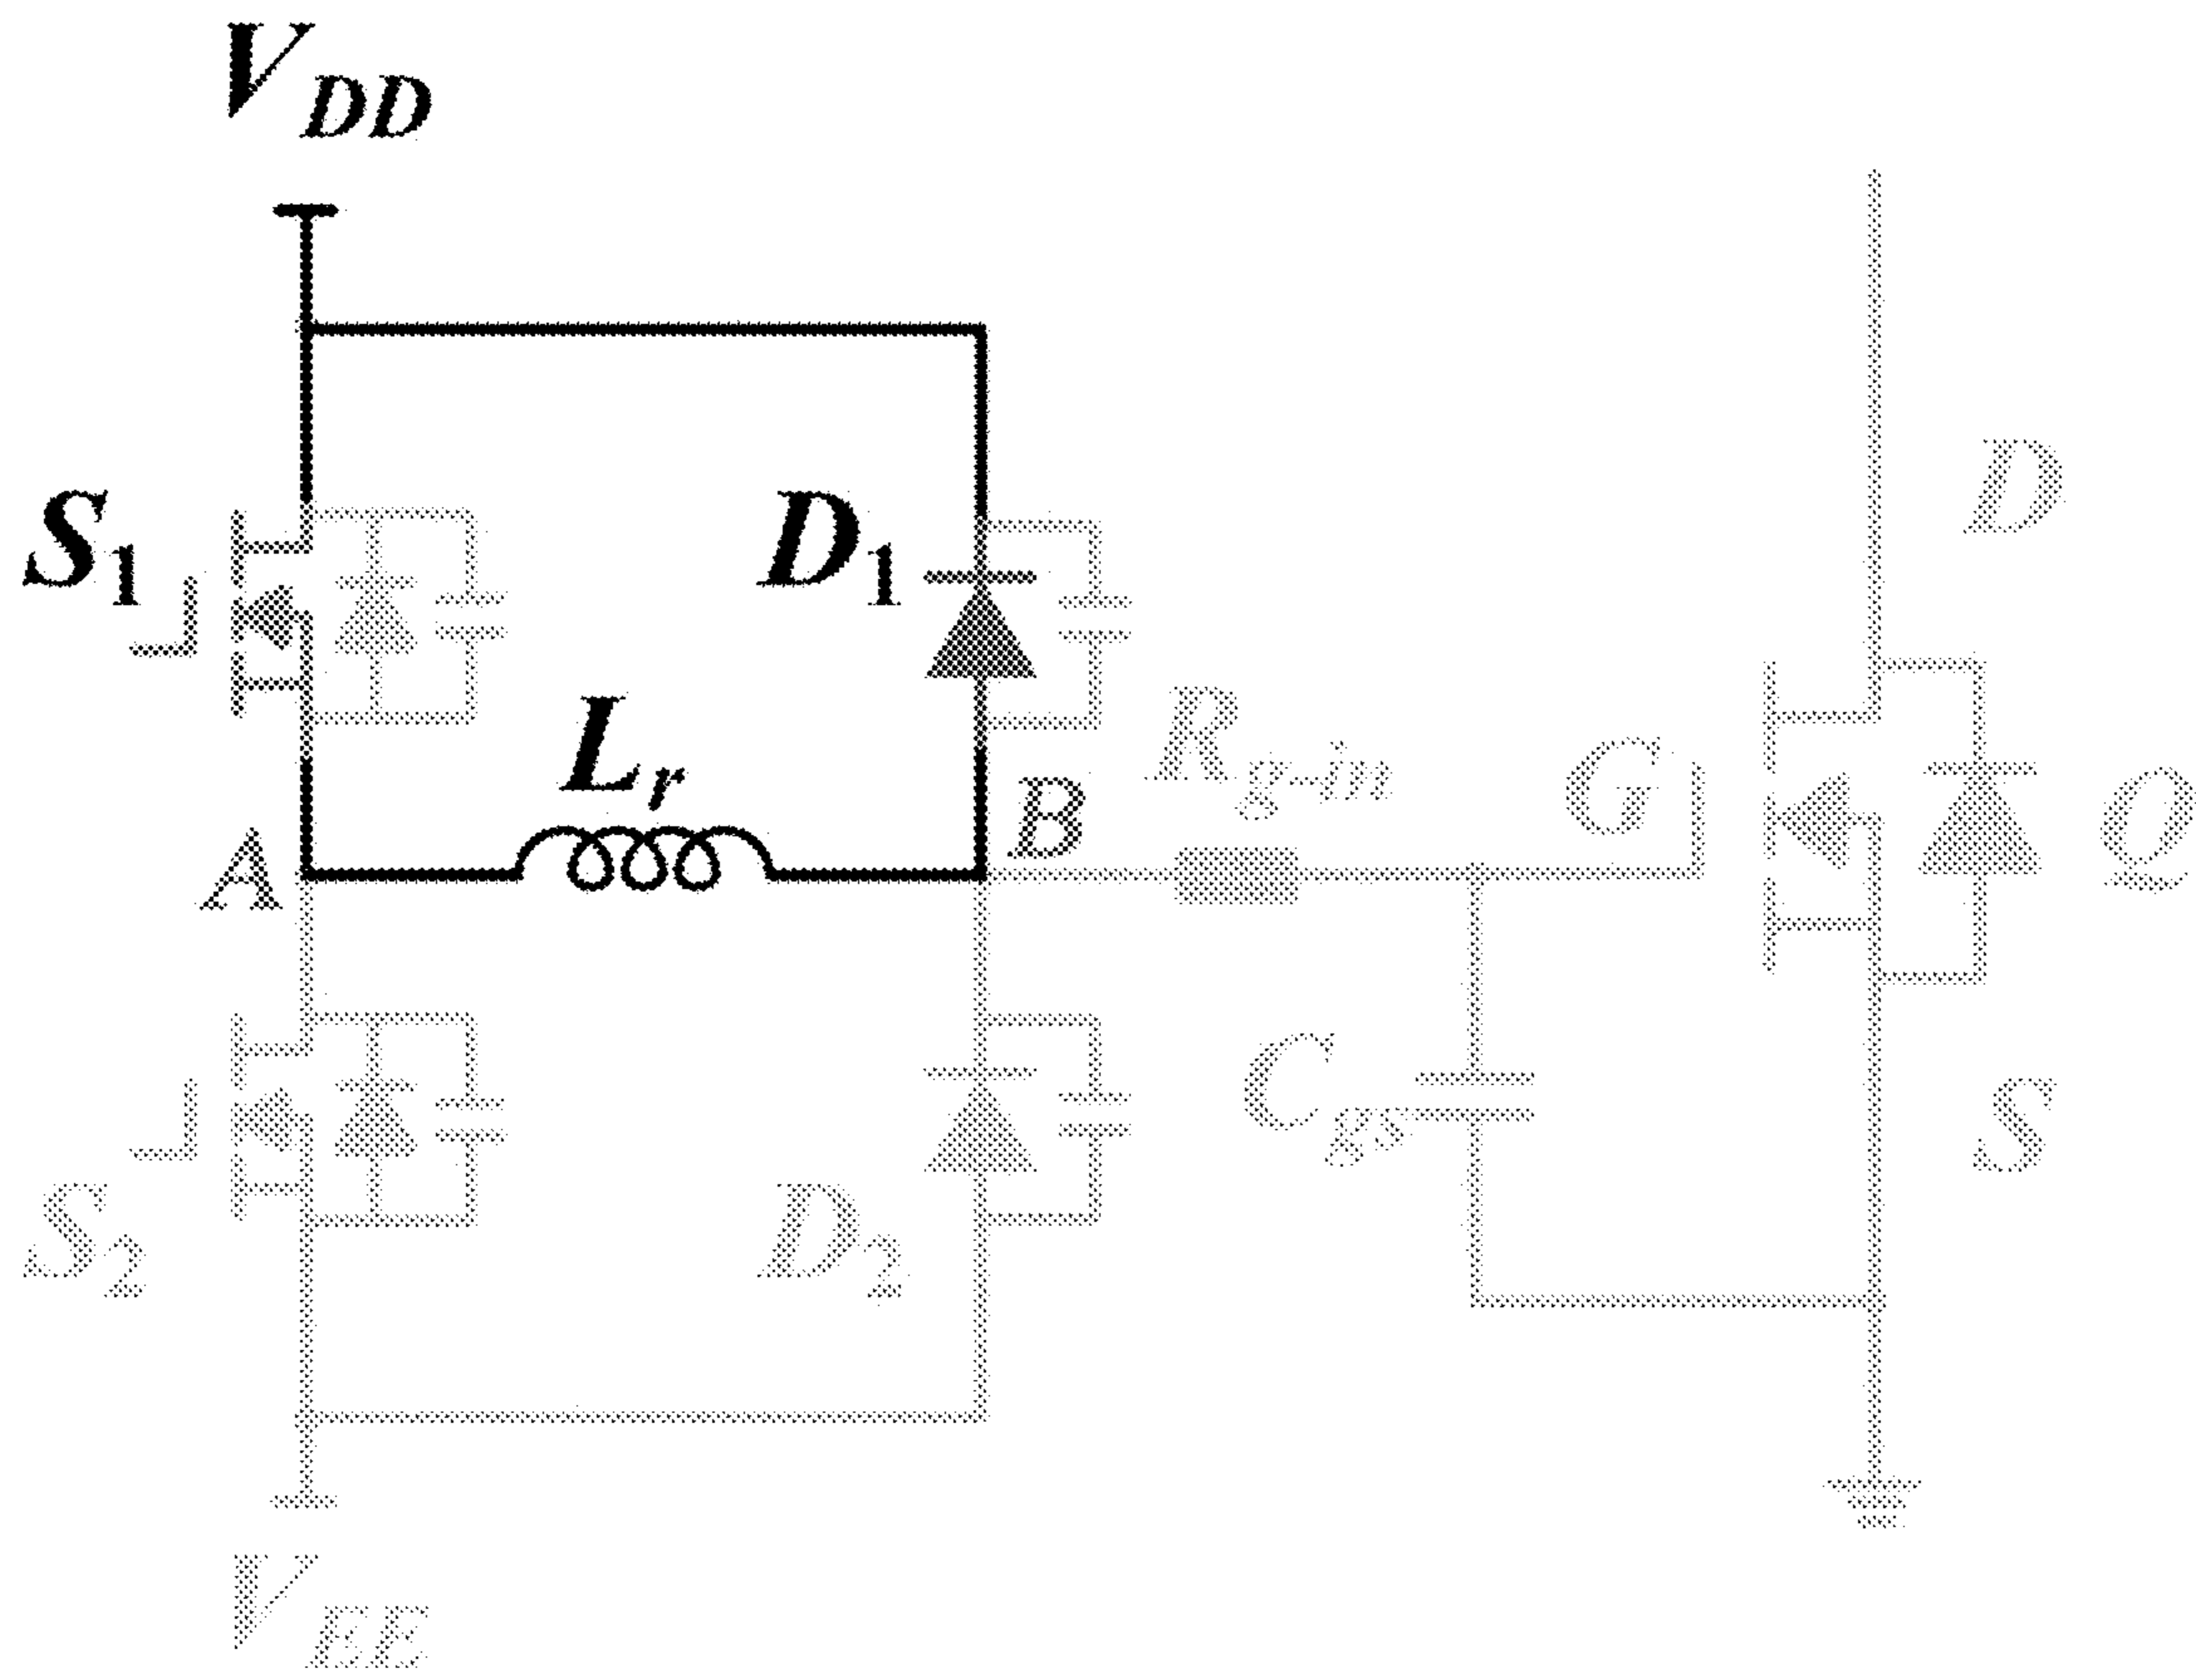 V_DD
S_1
D_1
L_r
A
B
R_g-in
G
D
Q
S
C_gs
S_2
D_2
V_EE